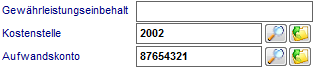 Gewährleistungseinbehalt
Kostenstelle 2002
Aufwandskonto 87654321